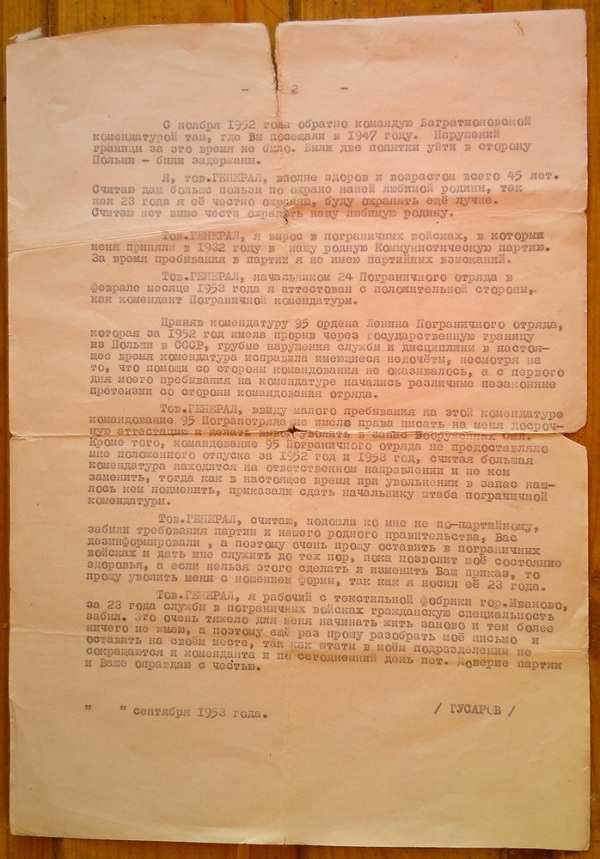 - 2 -
С ноября 1952 года обратно командую Багратионовской
комендатурой там, где Вы посещали в 1947 году. Нарушений
границы за это время не было. Были две попытки уйти в сторону
Польши - были задержаны.
Я, тов.ГЕНЕРАЛ, вполне здоров и возрастом всего 45 лет.
Считаю дам больше пользы по охране нашей любимой родины, так
как 23 года я её честно охраняю, буду охранять ещё лучше.
Считаю нет выше чести охранять нашу любимую родину.
Тов.ГЕНЕРАЛ, я вырос в пограничных войсках, в которых
меня приняли в 1932 году в нашу родную Коммунистическую партию.
За время пребывания в партии я не имею партийных взысканий.
Тов.ГЕНЕРАЛ, начальником 24 Пограничного отряда в
феврале месяце 1953 года я аттестован с положительной стороны,
как комендант Пограничной комендатуры.
Приняв комендатуру 95 ордена Ленина Пограничного отряда,
которая за 1952 год имела прорыв через государственную границу
из Польши в СССР, грубые нарушения службы и дисциплины в настоя-
щее время комендатура исправила имеющиеся недочёты, несмотря на
то, что помощи со стороны командования не оказывалось, а с первого
дня моего пребывания на комендатуре начались различные незаконные
претензии со стороны командования отряда.
Тов.ГЕНЕРАЛ, ввиду малого пребывания на этой комендатуре
командование 95 Погранотряда не имело права писать на меня досроч-
ную аттестацию и делать вывод уволить в запас Вооруженных Сил.
Кроме того, командование 95 Пограничного отряда не предоставляло
мне положенного отпуска за 1952 год и 1953 год, считая большая
комендатура находится на ответственном направлении и не кем
заменить, тогда как в настоящее время при увольнении в запас наш-
лось кем подменить, приказали сдать начальнику штаба пограничной
комендатуры.
Тов.ГЕНЕРАЛ, считаю, подошли ко мне не по-партийному,
забыли требования партии и нашего родного правительства, Вас
дезинформировали , а поэтому очень прошу оставить в пограничных
войсках и дать мне служить до тех пор, пока позволит моё состояние
здоровья, а если нельзя этого сделать и изменить Ваш приказ, то
прошу уволить меня с ношением формы, так как я носил её 23 года.
Тов.ГЕНЕРАЛ, я рабочий с текстильной фабрики гор.Иваново,
за 23 года службы в пограничных войсках гражданскую специальность
забыл. Это очень тяжело для меня начинать жить заново и тем более
ничего не имею, а поэтому ещё раз прошу разобрать моё письмо и
оставить на своём месте, так как штаты в моём подразделении не
сокращаются и коменданта и по сегодняшний день нет. Доверие партии
и Ваше оправдаю с честью.
" " сентября 1953 года. / ГУСАРОВ /